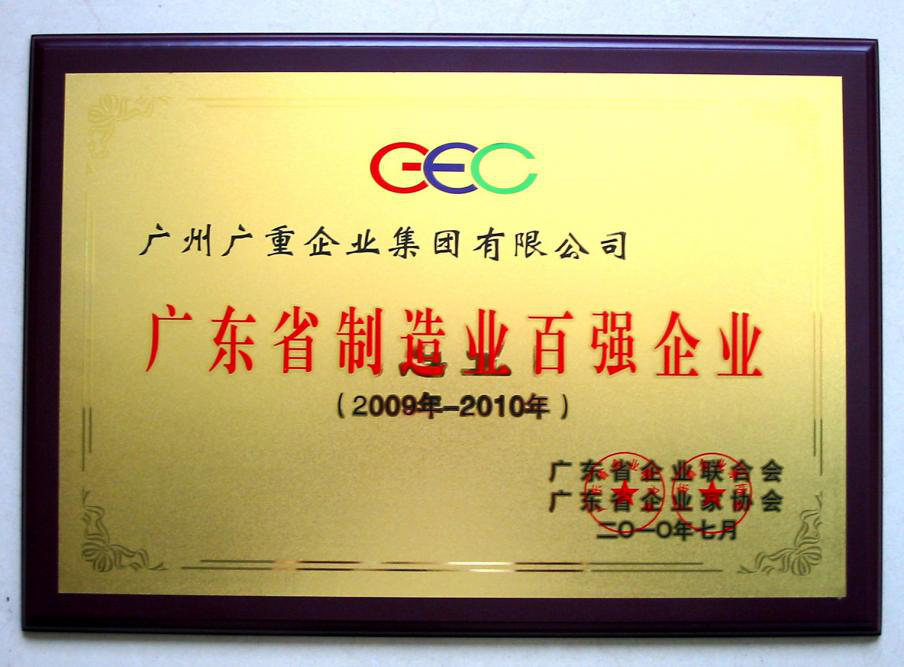 GEC
广州广重企业集团有限公司
广东省制造业百强企业
（2009年-2010年）
广东省企业联合会
广东省企业家协会
二〇一〇年七月